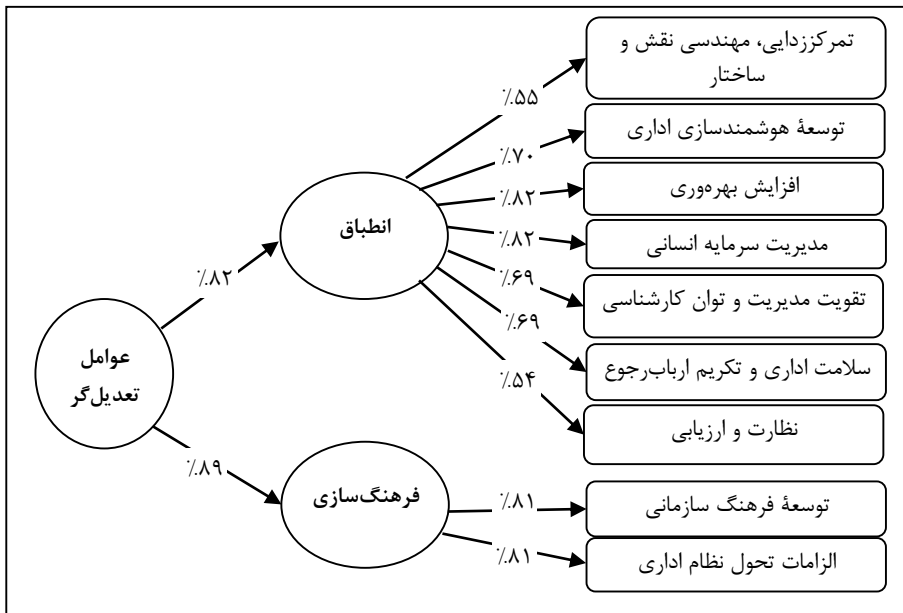 تمرکززدایی، مهندسی نقش و
ساختار
٪۵۵
توسعهٔ هوشمندسازی اداری
٪۷۰
افزایش بهره‌وری
٪۸۲
انطباق
مدیریت سرمایه انسانی
٪۸۲
تقویت مدیریت و توان کارشناسی
٪۶۹
٪۸۲
سلامت اداری و تکریم ارباب‌رجوع
٪۶۹
عوامل
تعدیل‌گر
نظارت و ارزیابی
٪۵۴
٪۸۹
فرهنگ‌سازی
توسعهٔ فرهنگ سازمانی
٪۸۱
الزامات تحول نظام اداری
٪۸۱